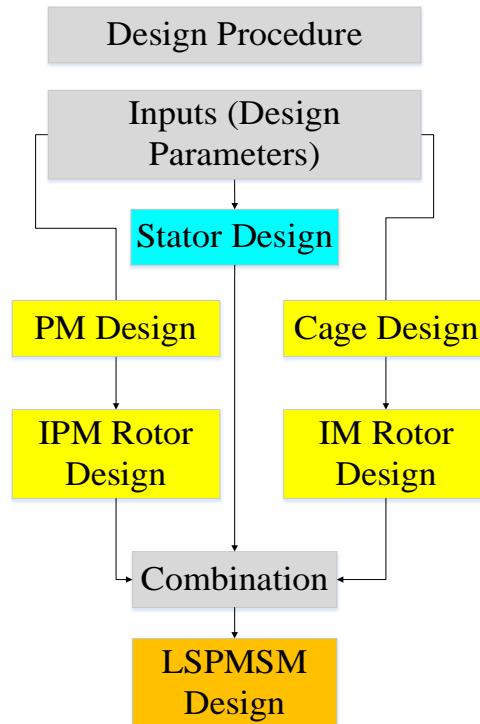 Design Procedure
Inputs (Design
Parameters)
Stator Design
PM Design
Cage Design
IPM Rotor
Design
IM Rotor
Design
Combination
LSPMSM
Design